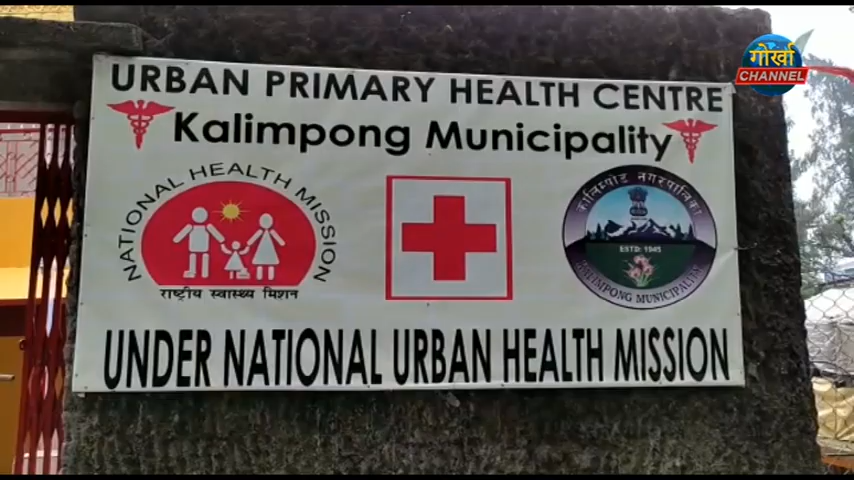 गोर्खा
CHANNEL
URBAN PRIMARY HEALTH CENTRE
Kalimpong Municipality
NATIONAL HEALTH MISSION
राष्ट्रीय स्वास्थ्य मिशन
कालिम्पोङ नगरपालिका
ESTD: 1945
KALIMPONG MUNICIPALITY
UNDER NATIONAL URBAN HEALTH MISSION